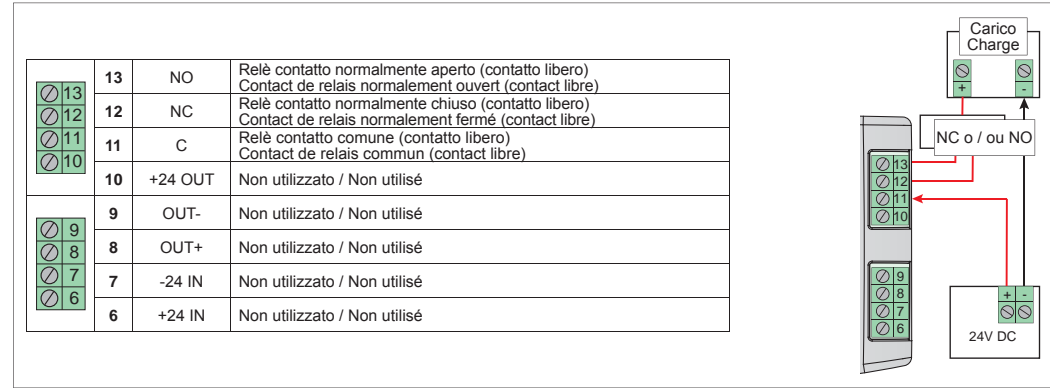 13
12
11
10
13 NO Relè contatto normalmente aperto (contatto libero)
Contact de relais normalement ouvert (contact libre)
12 NC Relè contatto normalmente chiuso (contatto libero)
Contact de relais normalement fermé (contact libre)
11 C Relè contatto comune (contatto libero)
Contact de relais commun (contact libre)
10 +24 OUT Non utilizzato / Non utilisé
9
8
7
6
9 OUT- Non utilizzato / Non utilisé
8 OUT+ Non utilizzato / Non utilisé
7 -24 IN Non utilizzato / Non utilisé
6 +24 IN Non utilizzato / Non utilisé
Carico
Charge
+ -
NC o / ou NO
13
12
11
10
9
8
7
6
+ -
24V DC